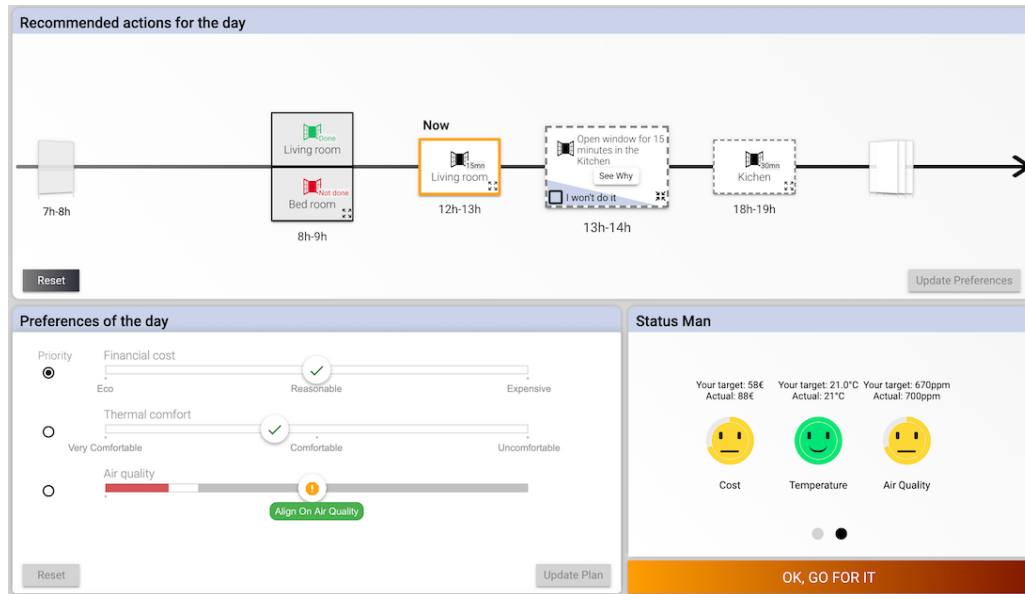 Recommended actions for the day
Now
Done
Living room
Not done
Bed room
15mn
Living room
Open window for 15
minutes in the
Kitchen
See Why
I won't do it
30mn
Kichen
7h-8h
8h-9h
12h-13h
13h-14h
18h-19h
Reset
Update Preferences
Preferences of the day
Priority
Financial cost
Eco
Reasonable
Expensive
Thermal comfort
Very Comfortable
Comfortable
Uncomfortable
Air quality
Align On Air Quality
Reset
Update Plan
Status Man
Your target: 58€
Actual: 88€
Your target: 21.0°C
Actual: 21°C
Your target: 670ppm
Actual: 700ppm
Cost
Temperature
Air Quality
OK, GO FOR IT